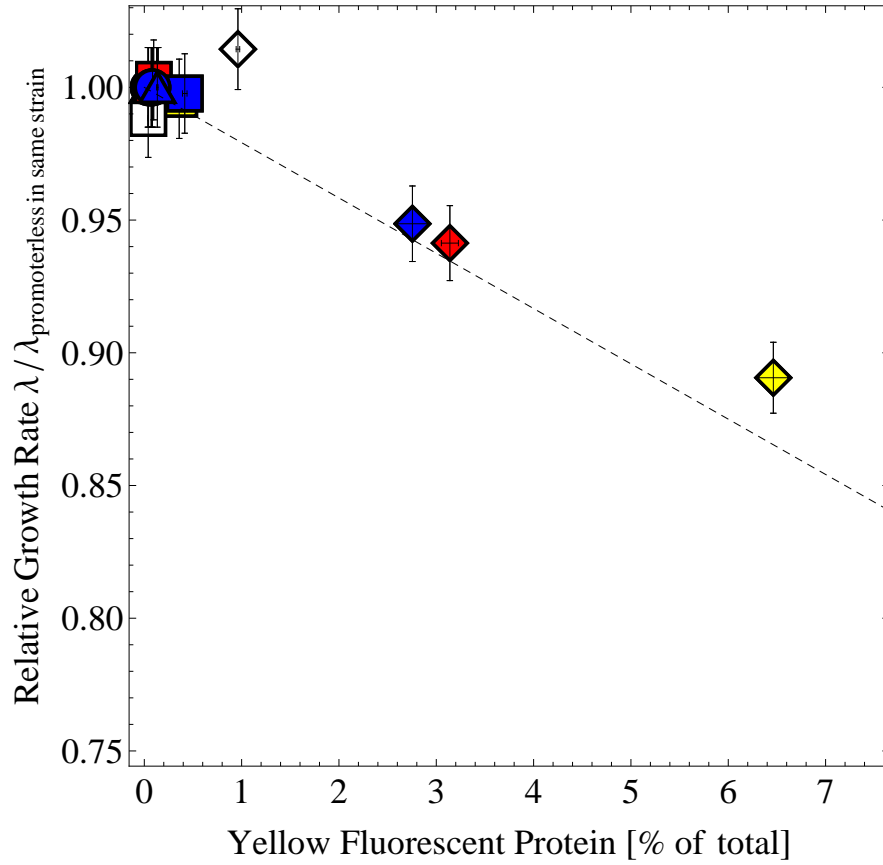 Relative Growth Rate λ / λpromoterless in same strain
1.00
0.95
0.90
0.85
0.80
0.75
0 1 2 3 4 5 6 7
Yellow Fluorescent Protein [% of total]